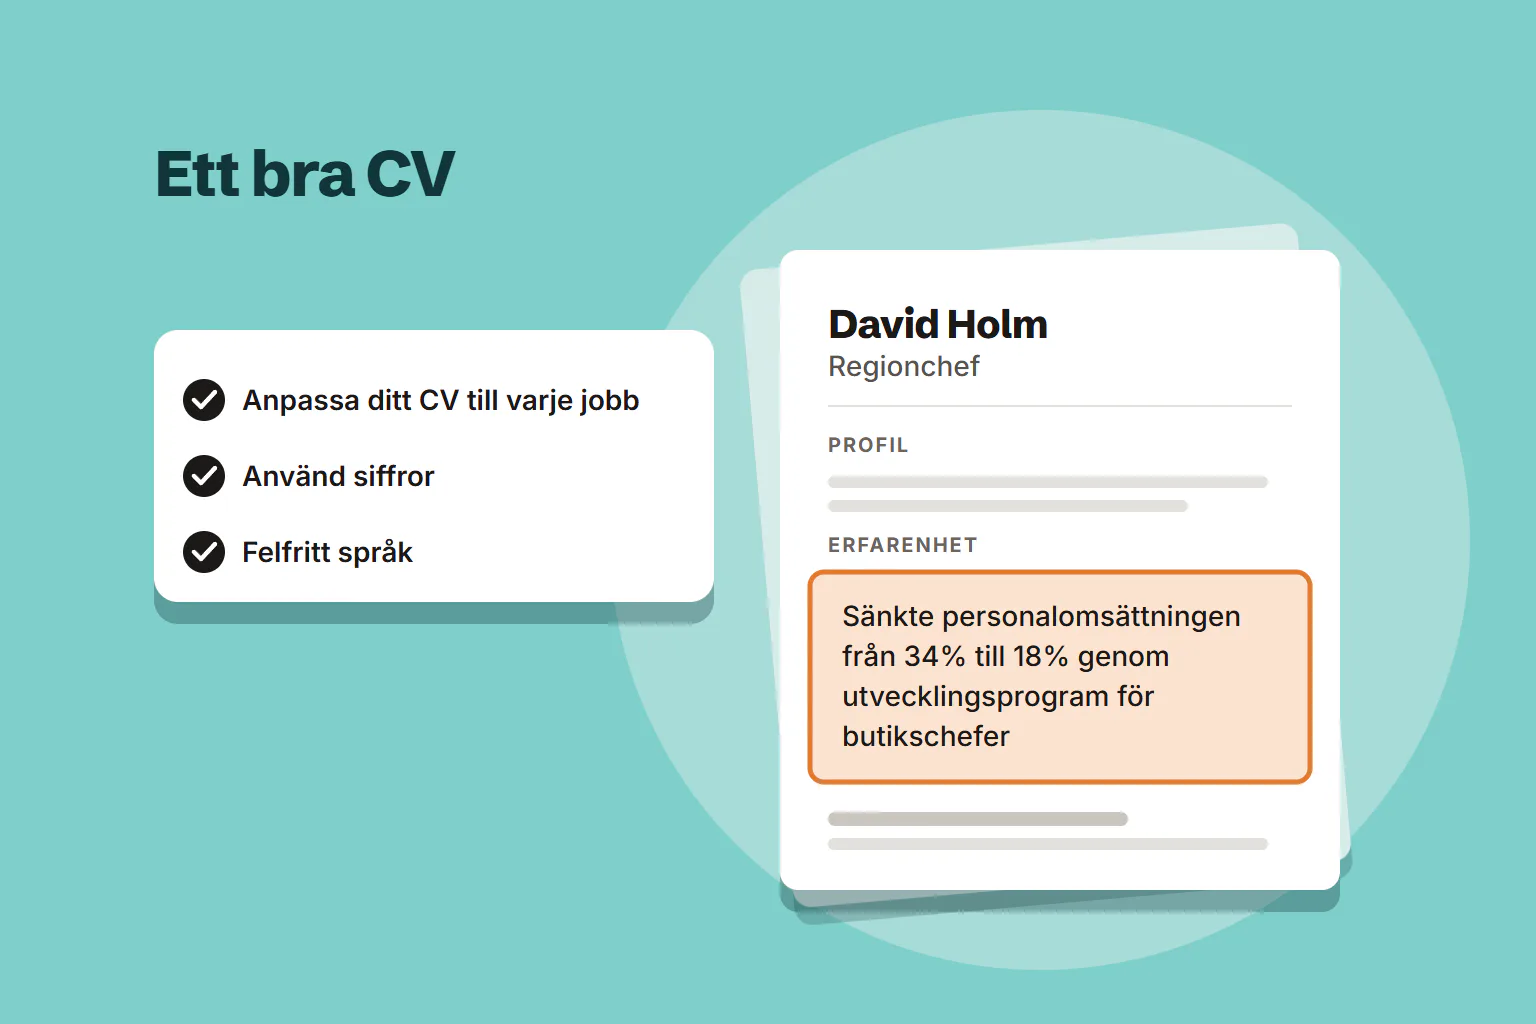 Ett bra CV
Anpassa ditt CV till varje jobb
Använd siffror
Felfritt språk
David Holm
Regionchef
PROFIL
ERFARENHET
Sänkte personalomsättningen
från 34% till 18% genom
utvecklingsprogram för
butikschefer